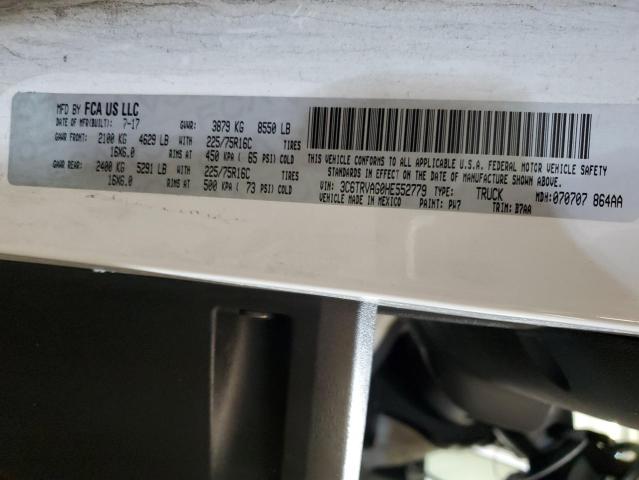 MFD BY FCA US LLC
DATE OF MFR(BUILT): 7-17 GVWR: 3879 KG 8550 LB
GAWR FRONT: 2100 KG 4629 LB 225/75R16C TIRES
16X6.0 RIMS AT 450 KPA ( 65 PSI) COLD
GAWR REAR: 2400 KG 5291 LB WITH 225/75R16C TIRES
16X6.0 RIMS AT 500 KPA ( 73 PSI) COLD
THIS VEHICLE CONFORMS TO ALL APPLICABLE U.S.A. FEDERAL MOTOR VEHICLE SAFETY
STANDARDS IN EFFECT ON THE DATE OF MANUFACTURE SHOWN ABOVE.
VIN: 3C6TRVAG0HE552779 TYPE: TRUCK MDH: 070707 864AA
VEHICLE MADE IN MEXICO PAINT: PW7 TRIM: B7AA